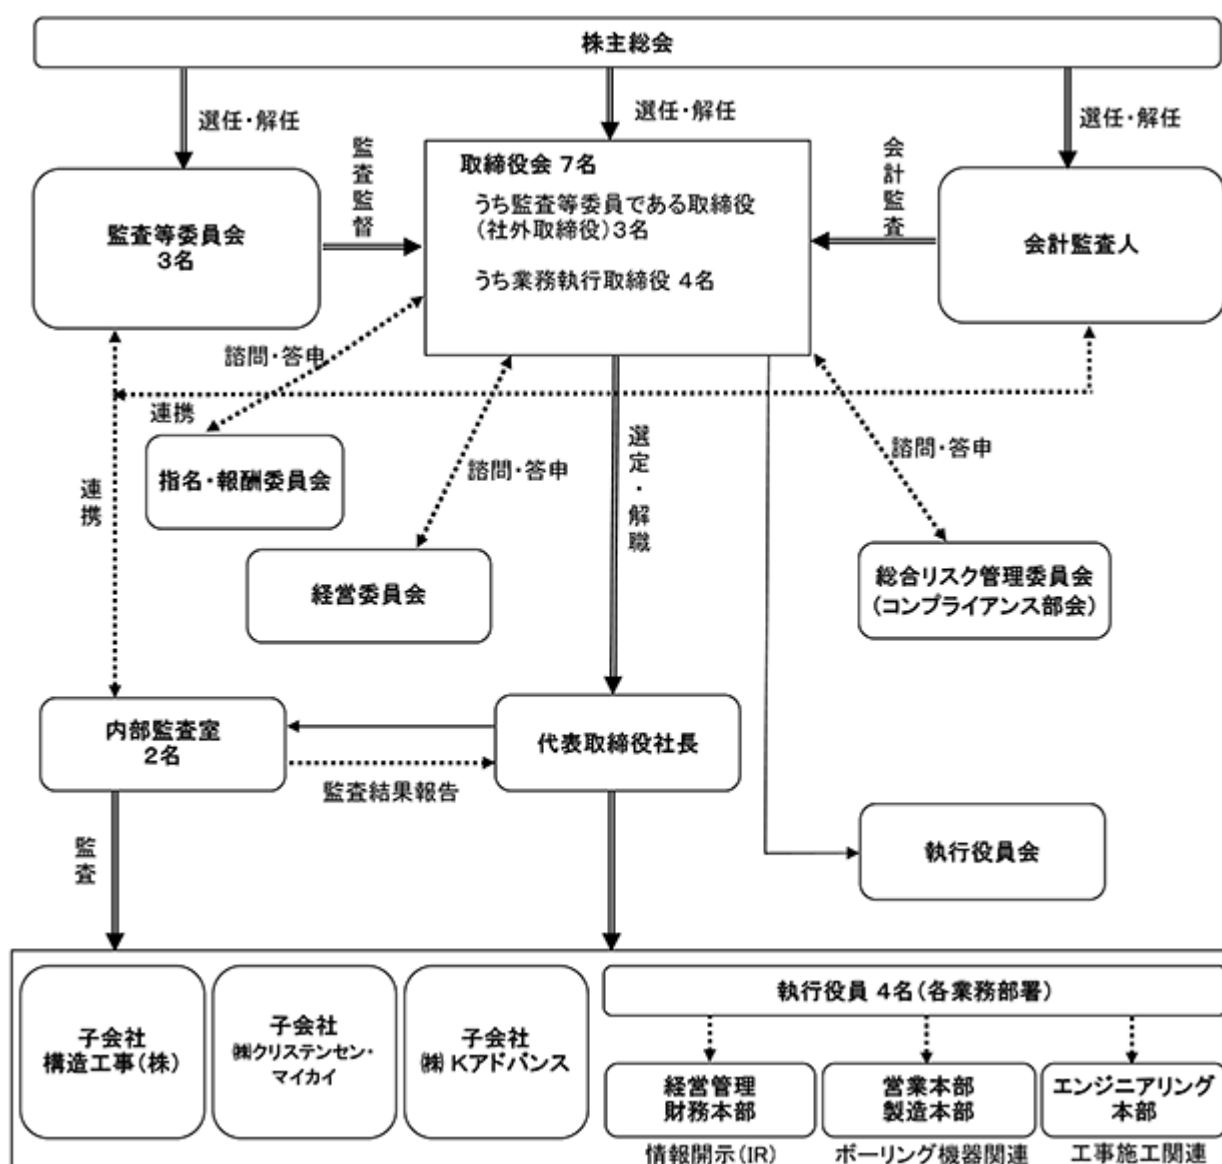 株主総会
選任・解任
選任・解任
選任・解任
監査等委員会
3名
監査監督
取締役会 7名
うち監査等委員である取締役
(社外取締役)3名
うち業務執行取締役 4名
会計監査
会計監査人
諮問・答申
連携
指名・報酬委員会
連携
諮問・答申
経営委員会
選定・解職
諮問・答申
総合リスク管理委員会
(コンプライアンス部会)
内部監査室
2名
代表取締役社長
監査結果報告
執行役員会
監査
子会社
構造工事(株)
子会社
㈱クリステンセン・
マイカイ
子会社
㈱ Kアドバンス
執行役員 4名(各業務部署)
経営管理
財務本部
営業本部
製造本部
エンジニアリング
本部
情報開示(IR)
ボーリング機器関連
工事施工関連